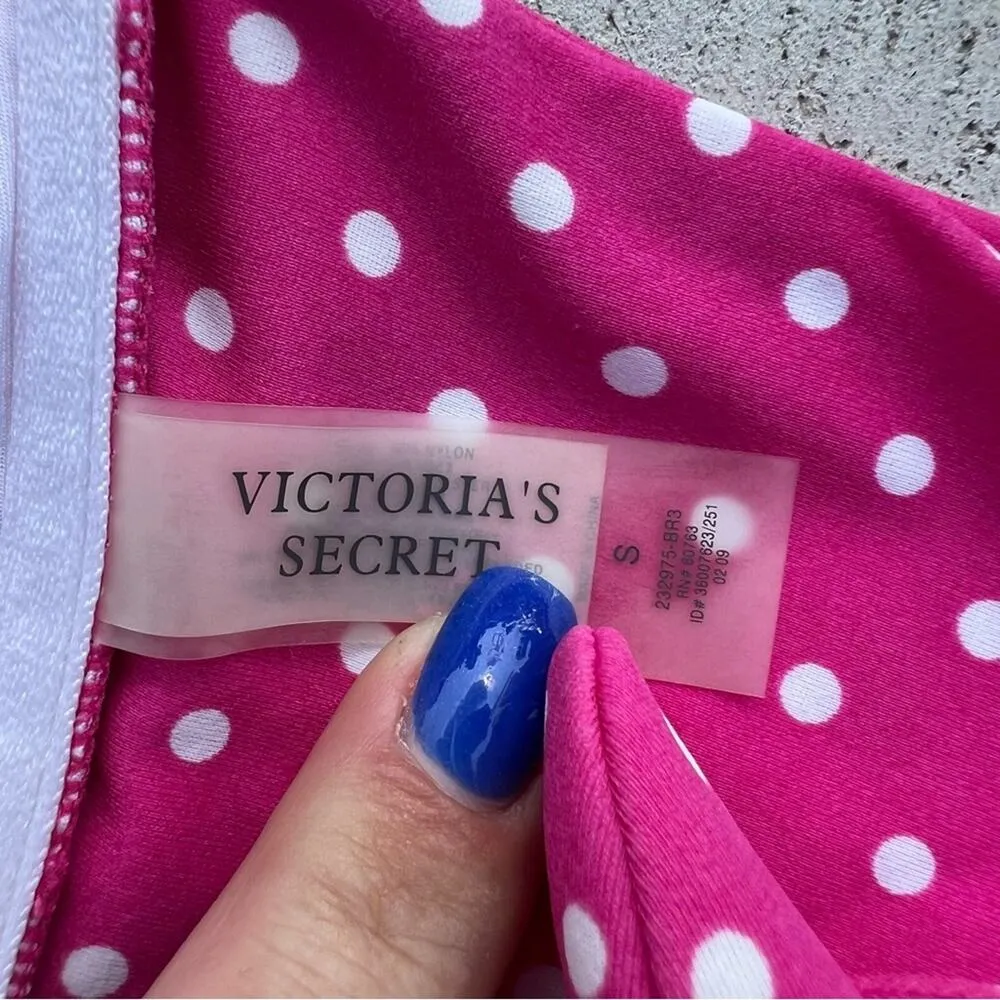 VICTORIA'S
SECRET
S
232975-BR3
RN# 60763
ID# 36007623/251
02 09